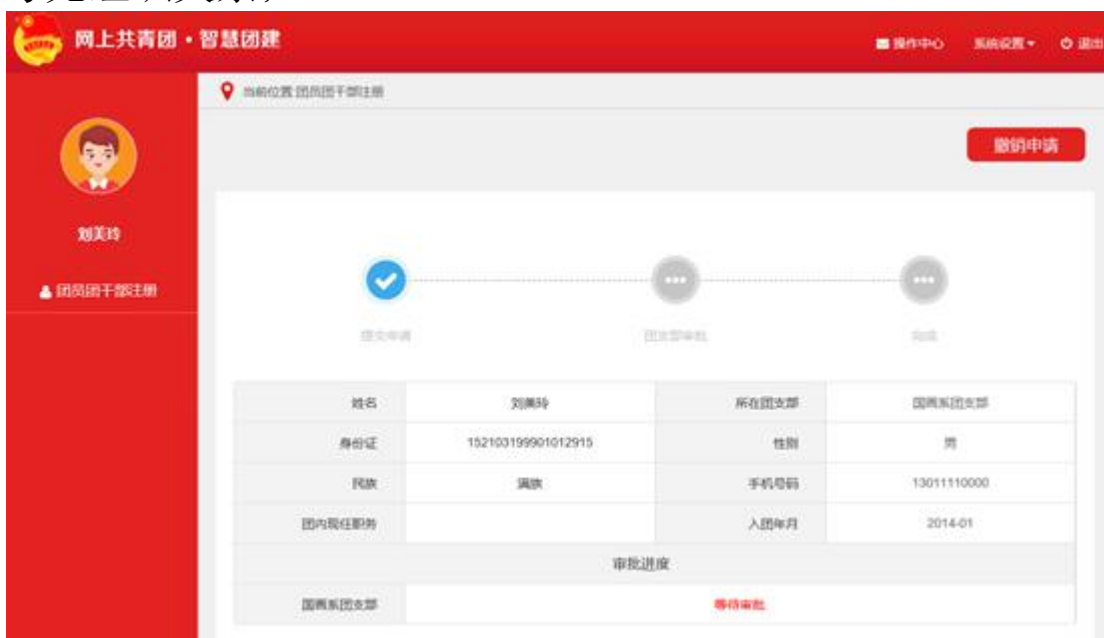 网上共青团·智慧团建
操作中心 系统设置 退出
当前位置:团员团干部注册
撤销申请
刘美玲
团员团干部注册
提交申请 团支部审批 完成
姓名 刘美玲 所在团支部 国画系团支部
身份证 152103199901012915 性别 男
民族 满族 手机号码 13011110000
团内现任职务 入团年月 2014-01
审批进度
国画系团支部 等待审批